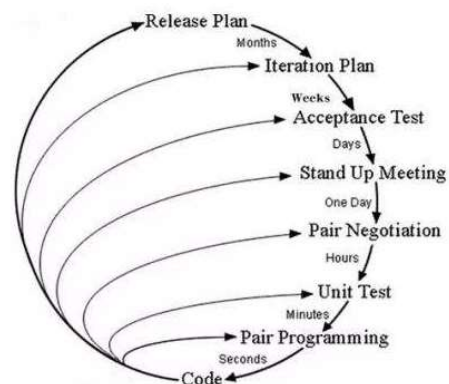 Release Plan
Months
Iteration Plan
Weeks
Acceptance Test
Days
Stand Up Meeting
One Day
Pair Negotiation
Hours
Unit Test
Minutes
Pair Programming
Seconds
Code